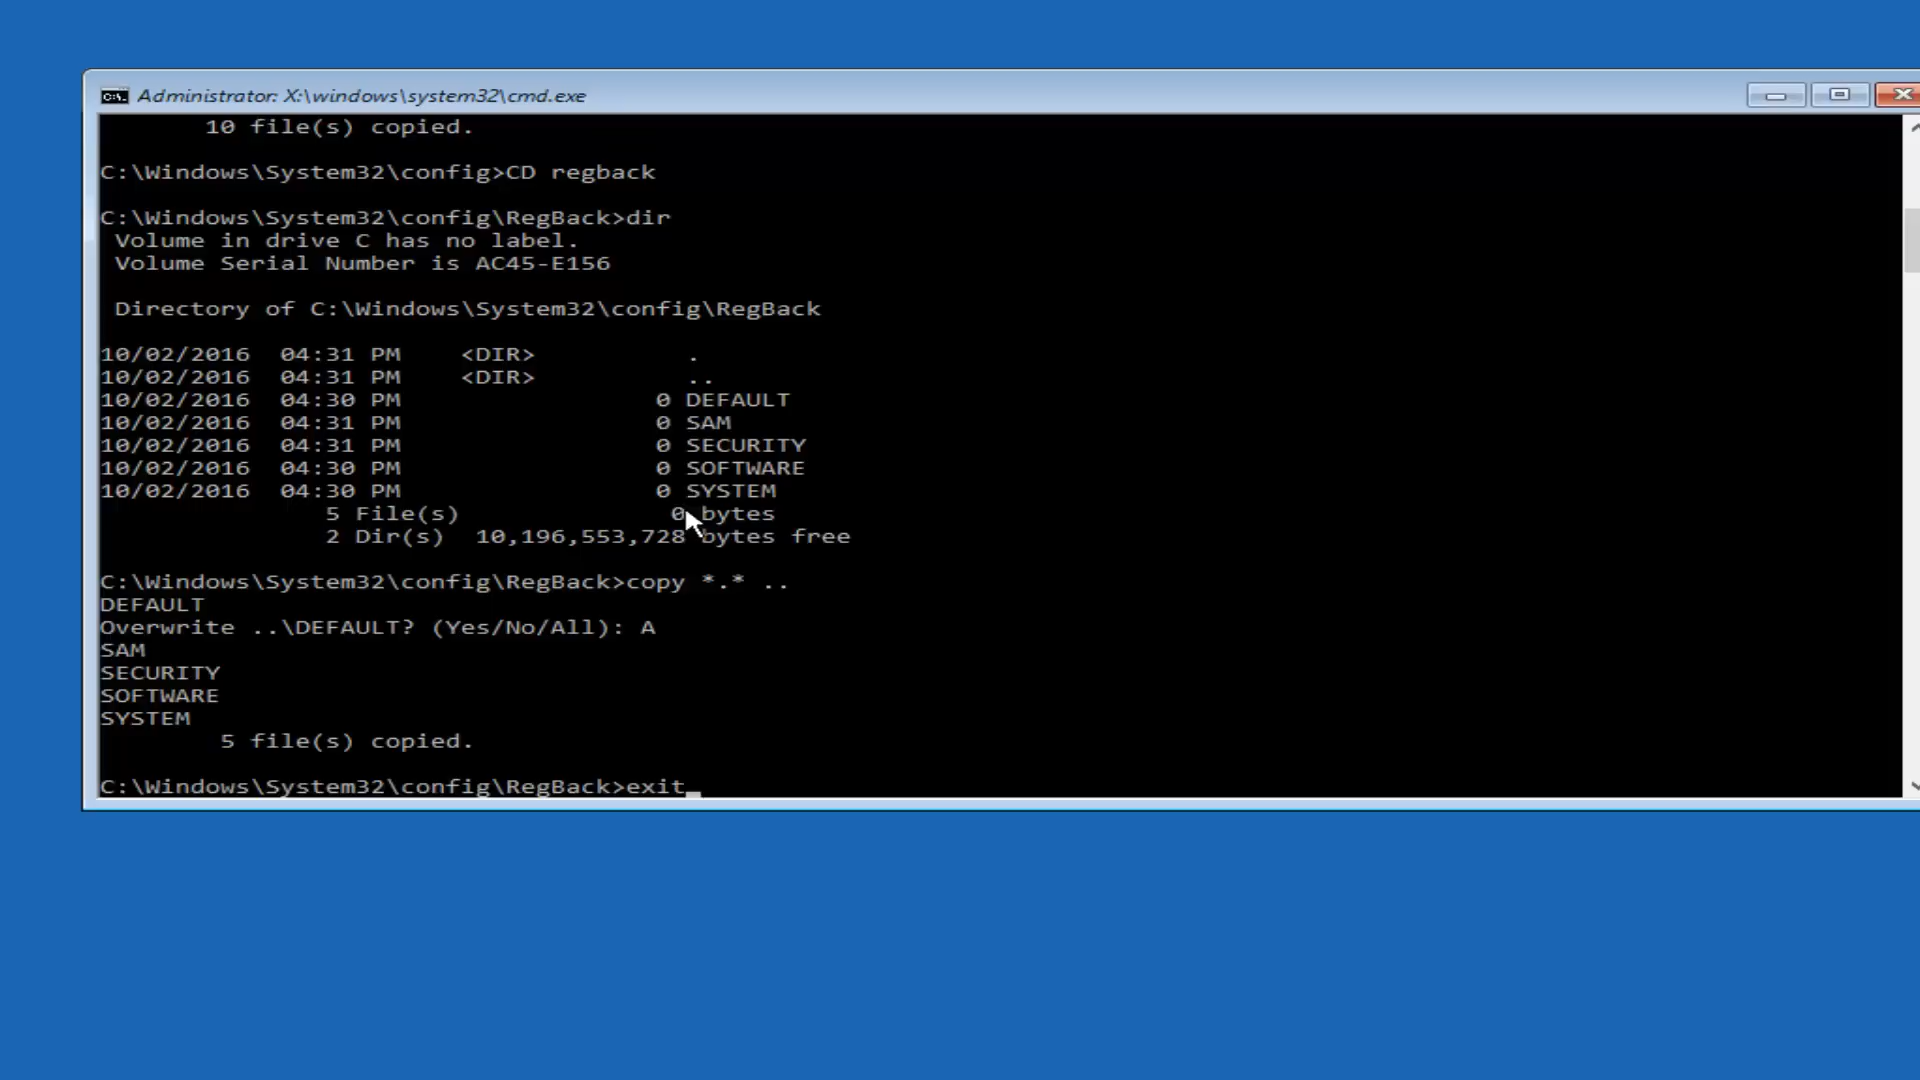 Administrator: X:\windows\system32\cmd.exe
10 file(s) copied.
C:\Windows\System32\config>CD regback
C:\Windows\System32\config\RegBack>dir
Volume in drive C has no label.
Volume Serial Number is AC45-E156
Directory of C:\Windows\System32\config\RegBack
10/02/2016  04:31 PM    <DIR>          .
10/02/2016  04:31 PM    <DIR>          ..
10/02/2016  04:30 PM                 0 DEFAULT
10/02/2016  04:31 PM                 0 SAM
10/02/2016  04:31 PM                 0 SECURITY
10/02/2016  04:30 PM                 0 SOFTWARE
10/02/2016  04:30 PM                 0 SYSTEM
5 File(s)              0 bytes
2 Dir(s)  10,196,553,728 bytes free
C:\Windows\System32\config\RegBack>copy *.* ..
DEFAULT
Overwrite ..\DEFAULT? (Yes/No/All): A
SAM
SECURITY
SOFTWARE
SYSTEM
5 file(s) copied.
C:\Windows\System32\config\RegBack>exit_